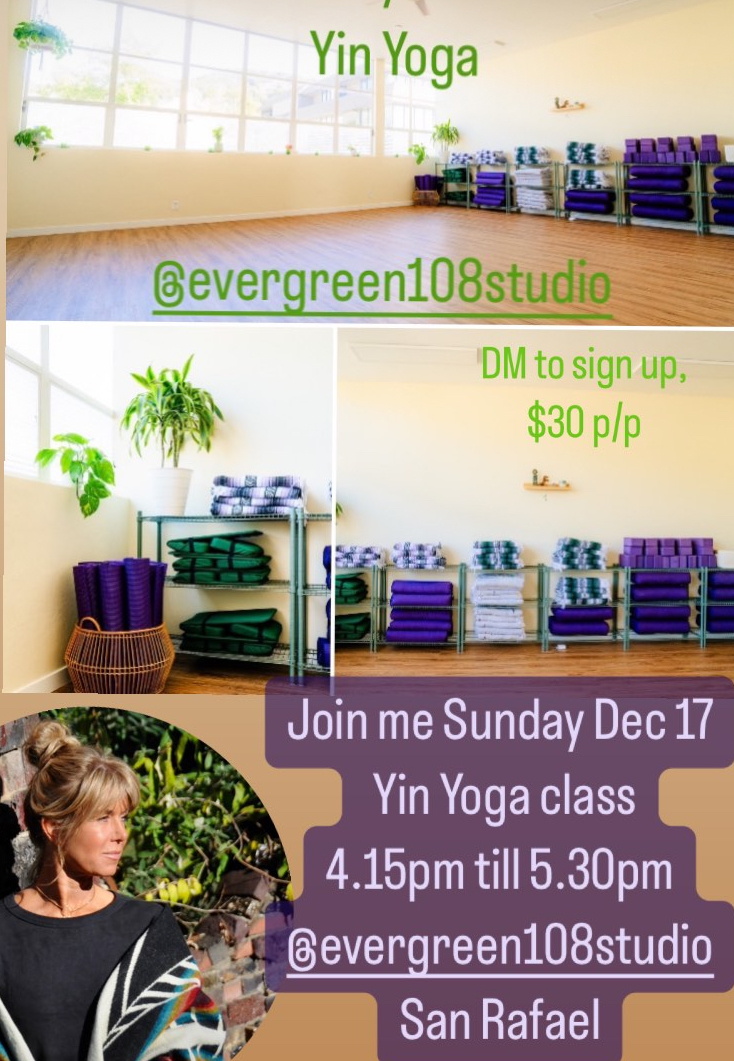 Yin Yoga
@evergreen108studio
DM to sign up,
$30 p/p
Join me Sunday Dec 17
Yin Yoga class
4.15pm till 5.30pm
@evergreen108studio
San Rafael